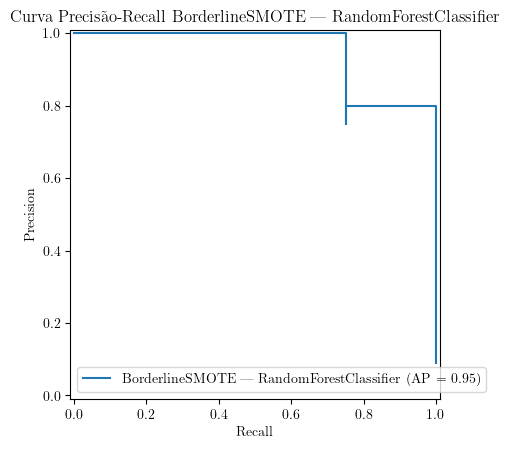 Curva Precisão-Recall BorderlineSMOTE — RandomForestClassifier
1.0
0.8
0.6
0.4
0.2
0.0
Precision
BorderlineSMOTE — RandomForestClassifier (AP = 0.95)
0.0 0.2 0.4 0.6 0.8 1.0
Recall